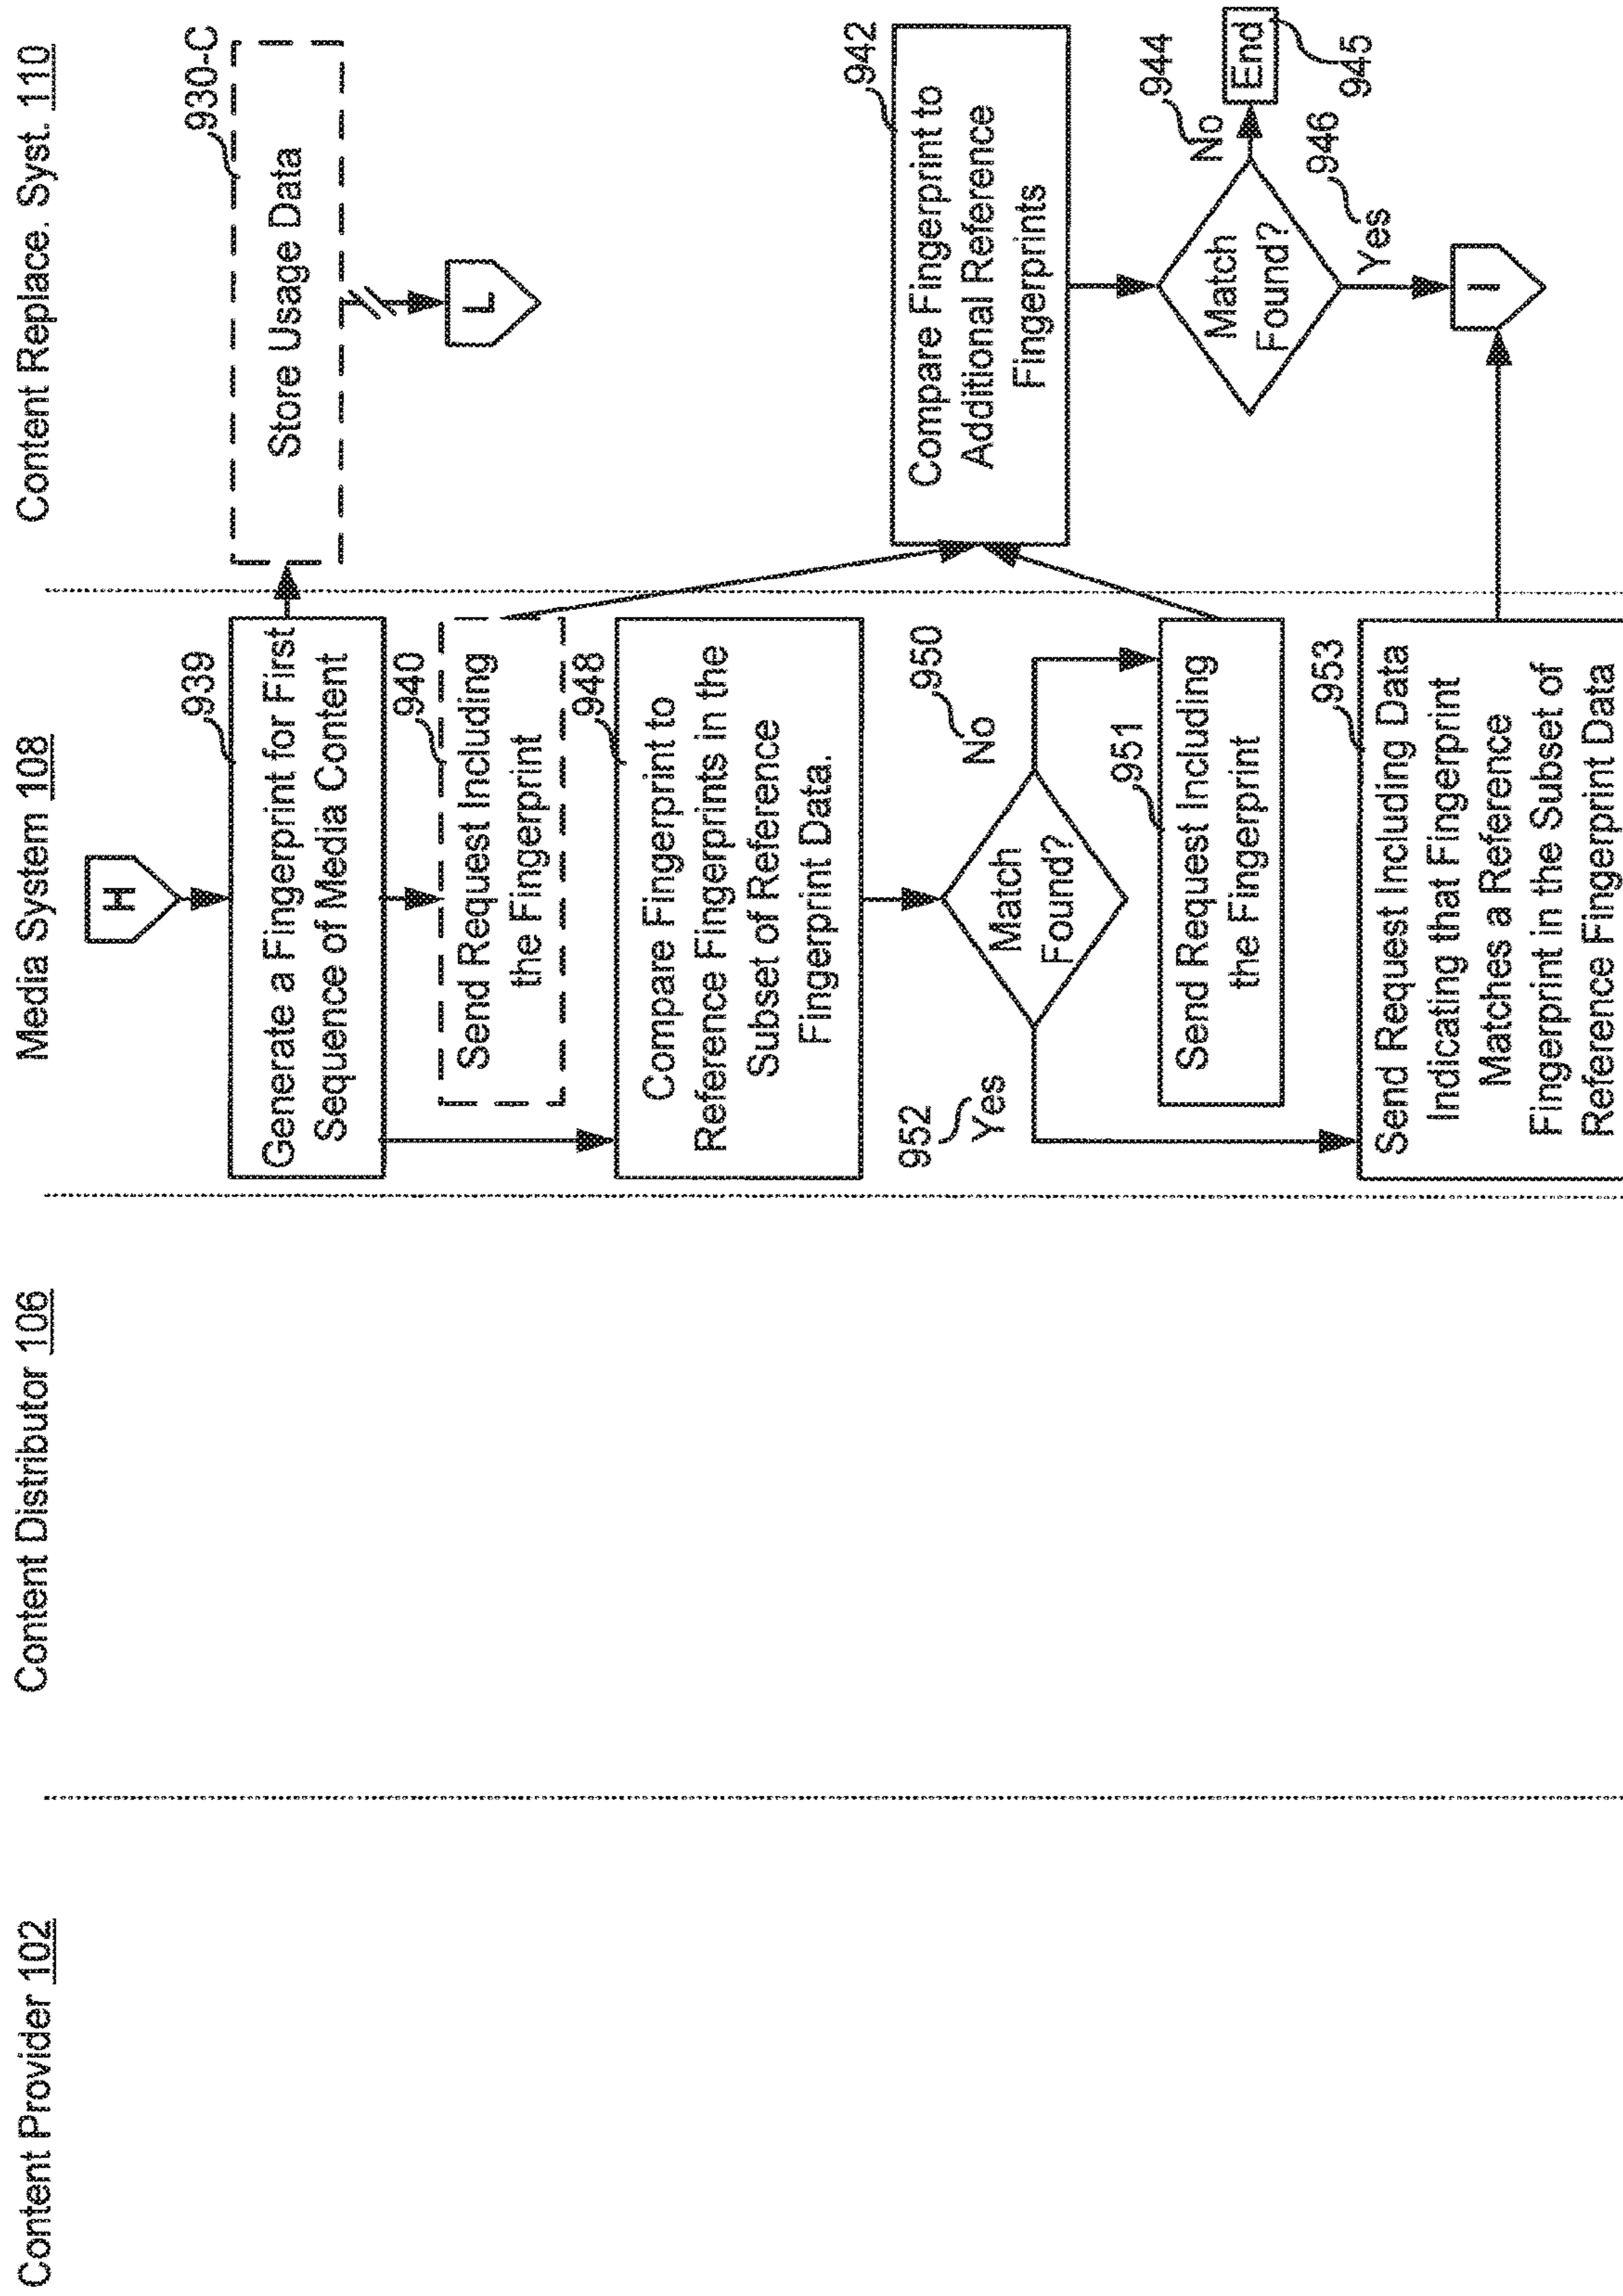 Content Provider 102
Content Distributor 106
Media System 108
Content Replace. Syst. 110
H
939
Generate a Fingerprint for First
Sequence of Media Content
930-C
Store Usage Data
L
940
Send Request Including
the Fingerprint
948
Compare Fingerprint to
Reference Fingerprints in the
Subset of Reference
Fingerprint Data.
942
Compare Fingerprint to
Additional Reference
Fingerprints
Match
Found?
952
Yes
950
No
951
Send Request Including
the Fingerprint
Match
Found?
944
No
End
945
946
Yes
I
953
Send Request Including Data
Indicating that Fingerprint
Matches a Reference
Fingerprint in the Subset of
Reference Fingerprint Data